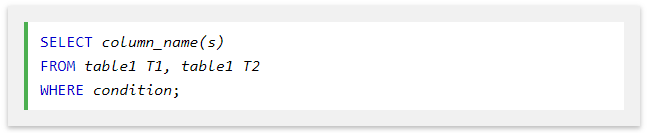 SELECT column_name(s)
FROM table1 T1, table1 T2
WHERE condition;